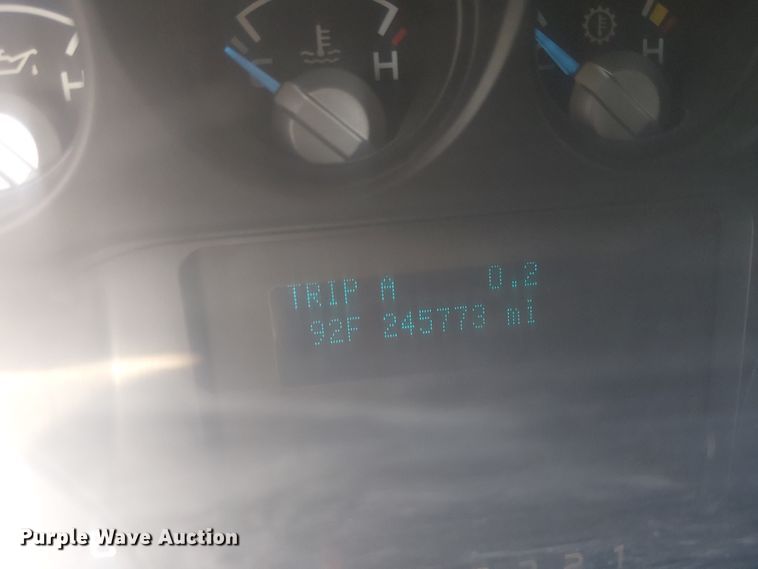 H
C H
H
TRIP A 0.2
92F 245773 mi
Purple Wave Auction